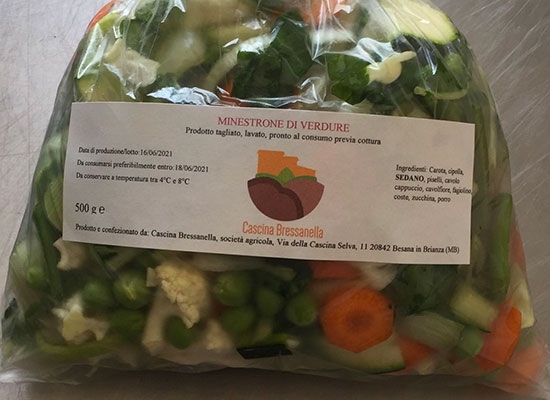 MINESTRONE DI VERDURE
Prodotto tagliato, lavato, pronto al consumo previa cottura
Data di produzione/lotto:16/06/2021
Da consumarsi preferibilmente entro:18/06/2021
Da conservare a temperatura tra 4°C e 8°C
500 g e
Cascina Bressanella
Ingredienti: Carota, cipolla,
SEDANO, piselli, cavolo
cappuccio, cavolfiore, fagiolino,
coste, zucchina, porro
Prodotto e confezionato da: Cascina Bressanella, società agricola, Via della Cascina Selva, 11 20842 Besana in Brianza (MB)